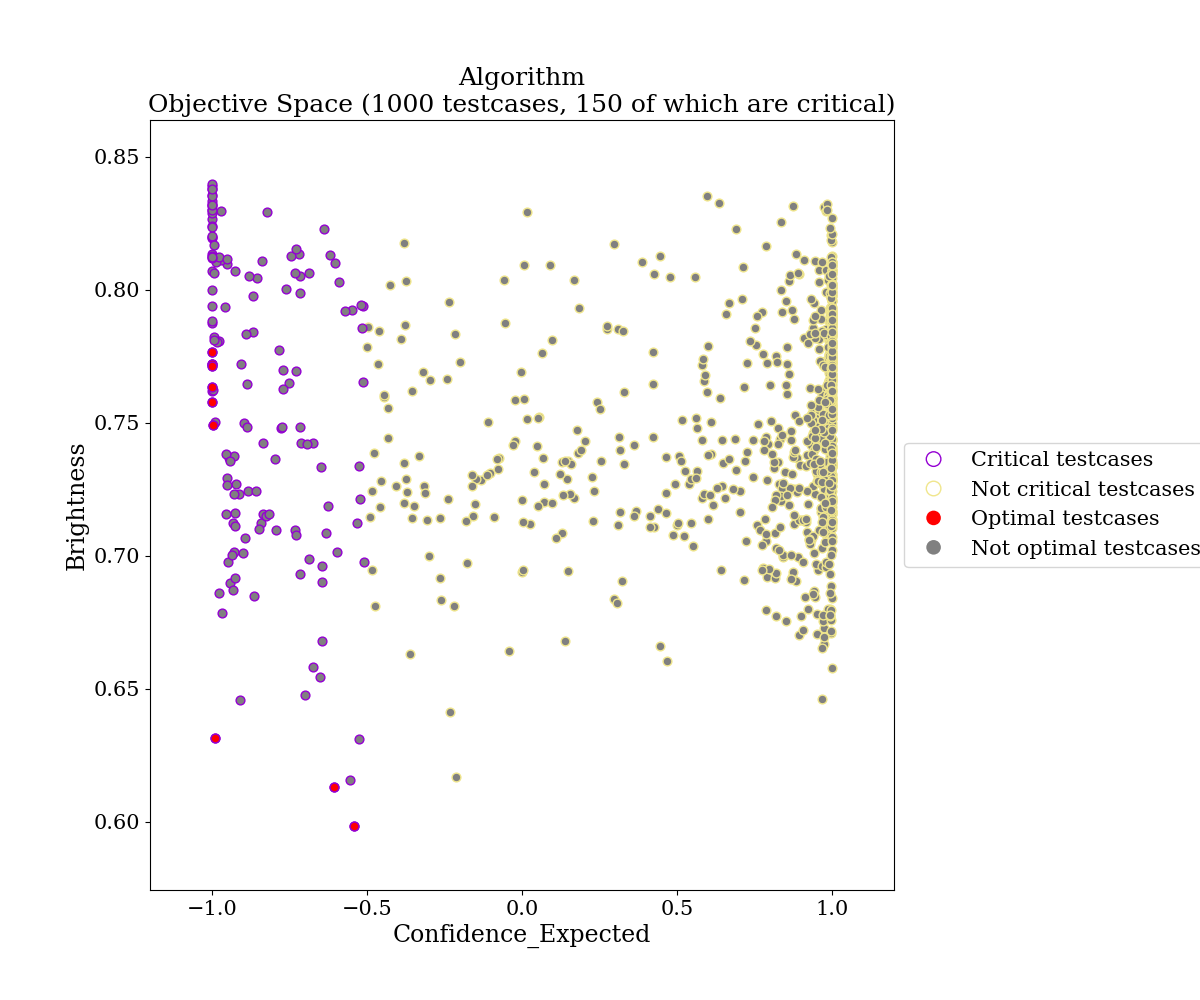 Algorithm
Objective Space (1000 testcases, 150 of which are critical)
0.85
0.80
0.75
0.70
0.65
0.60
Brightness
−1.0 −0.5 0.0 0.5 1.0
Confidence_Expected
Critical testcases
Not critical testcases
Optimal testcases
Not optimal testcases